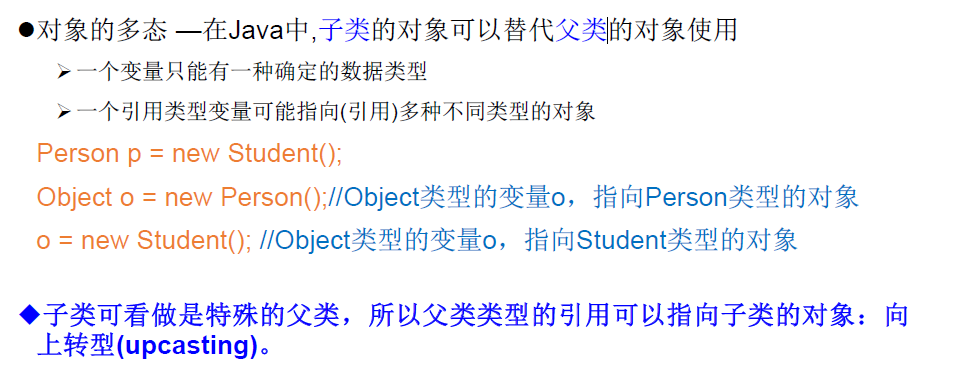 ●对象的多态 —在Java中,子类的对象可以替代父类的对象使用
➢一个变量只能有一种确定的数据类型
➢一个引用类型变量可能指向(引用)多种不同类型的对象
Person p = new Student();
Object o = new Person();//Object类型的变量o，指向Person类型的对象
o = new Student(); //Object类型的变量o，指向Student类型的对象
◆子类可看做是特殊的父类，所以父类类型的引用可以指向子类的对象：向
上转型(upcasting)。